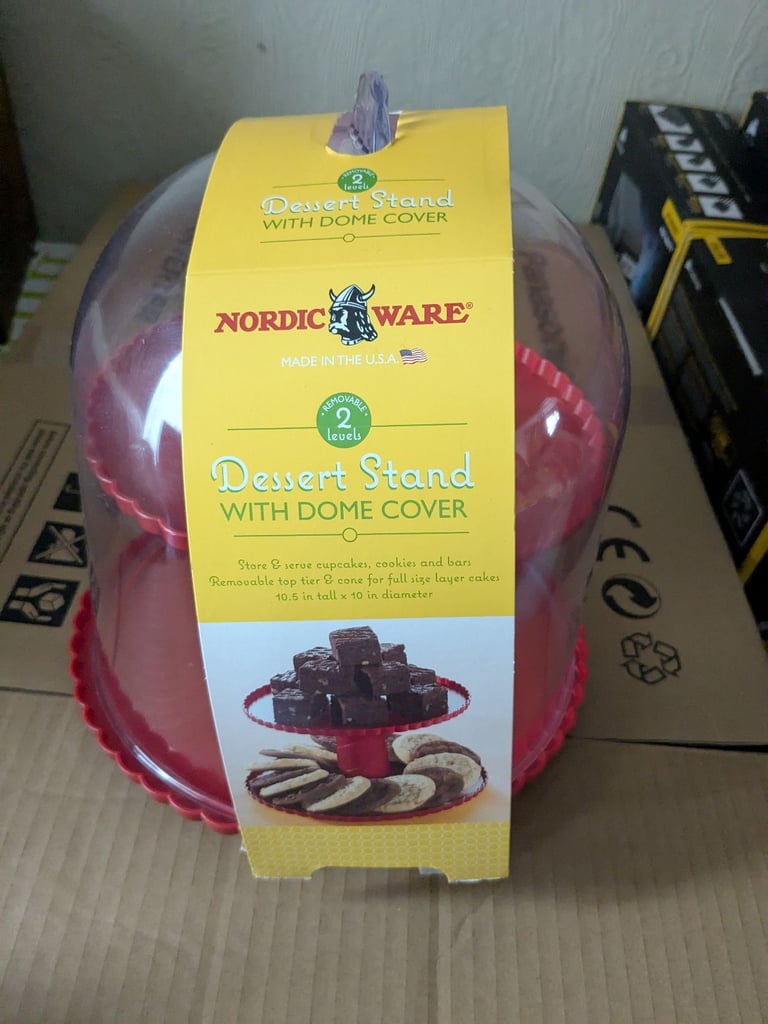 REMOVABLE
2
levels
Dessert Stand
WITH DOME COVER
NORDIC WARE®
MADE IN THE U.S.A.
REMOVABLE
2
levels
Dessert Stand
WITH DOME COVER
Store & serve cupcakes, cookies and bars
Removable top tier & cone for full size layer cakes
10.5 in tall x 10 in diameter
CE